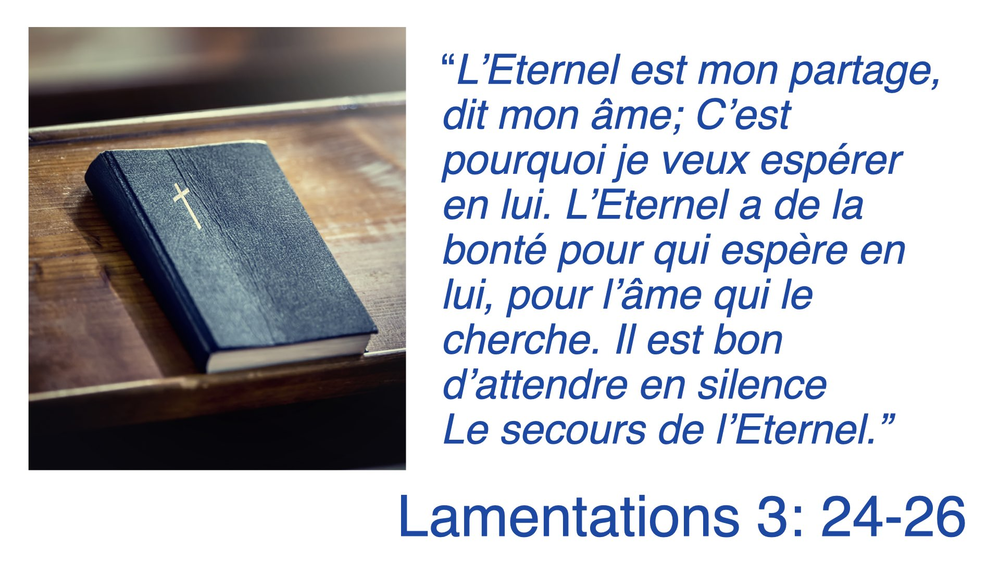 “L’Eternel est mon partage,
dit mon âme; C’est
pourquoi je veux espérer
en lui. L’Eternel a de la
bonté pour qui espère en
lui, pour l’âme qui le
cherche. Il est bon
d’attendre en silence
Le secours de l’Eternel.”
Lamentations 3: 24-26